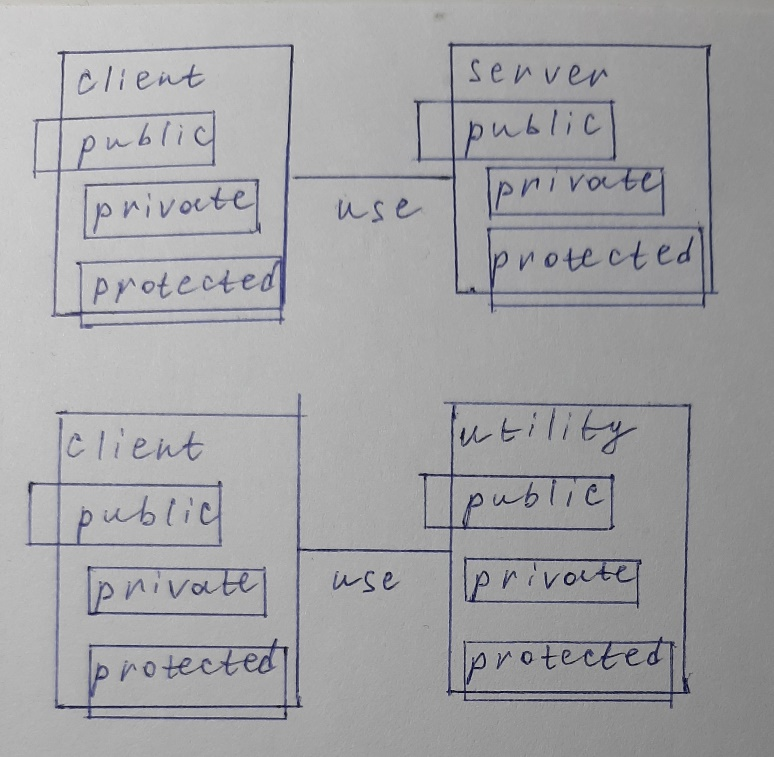 client
server
public
public
private
private
use
protected
protected
client
utility
public
public
private
private
use
protected
protected